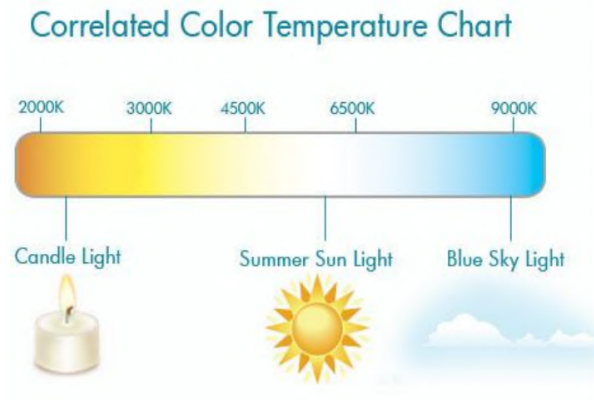 Correlated Color Temperature Chart
2000K 3000K 4500K 6500K 9000K
Candle Light Summer Sun Light Blue Sky Light